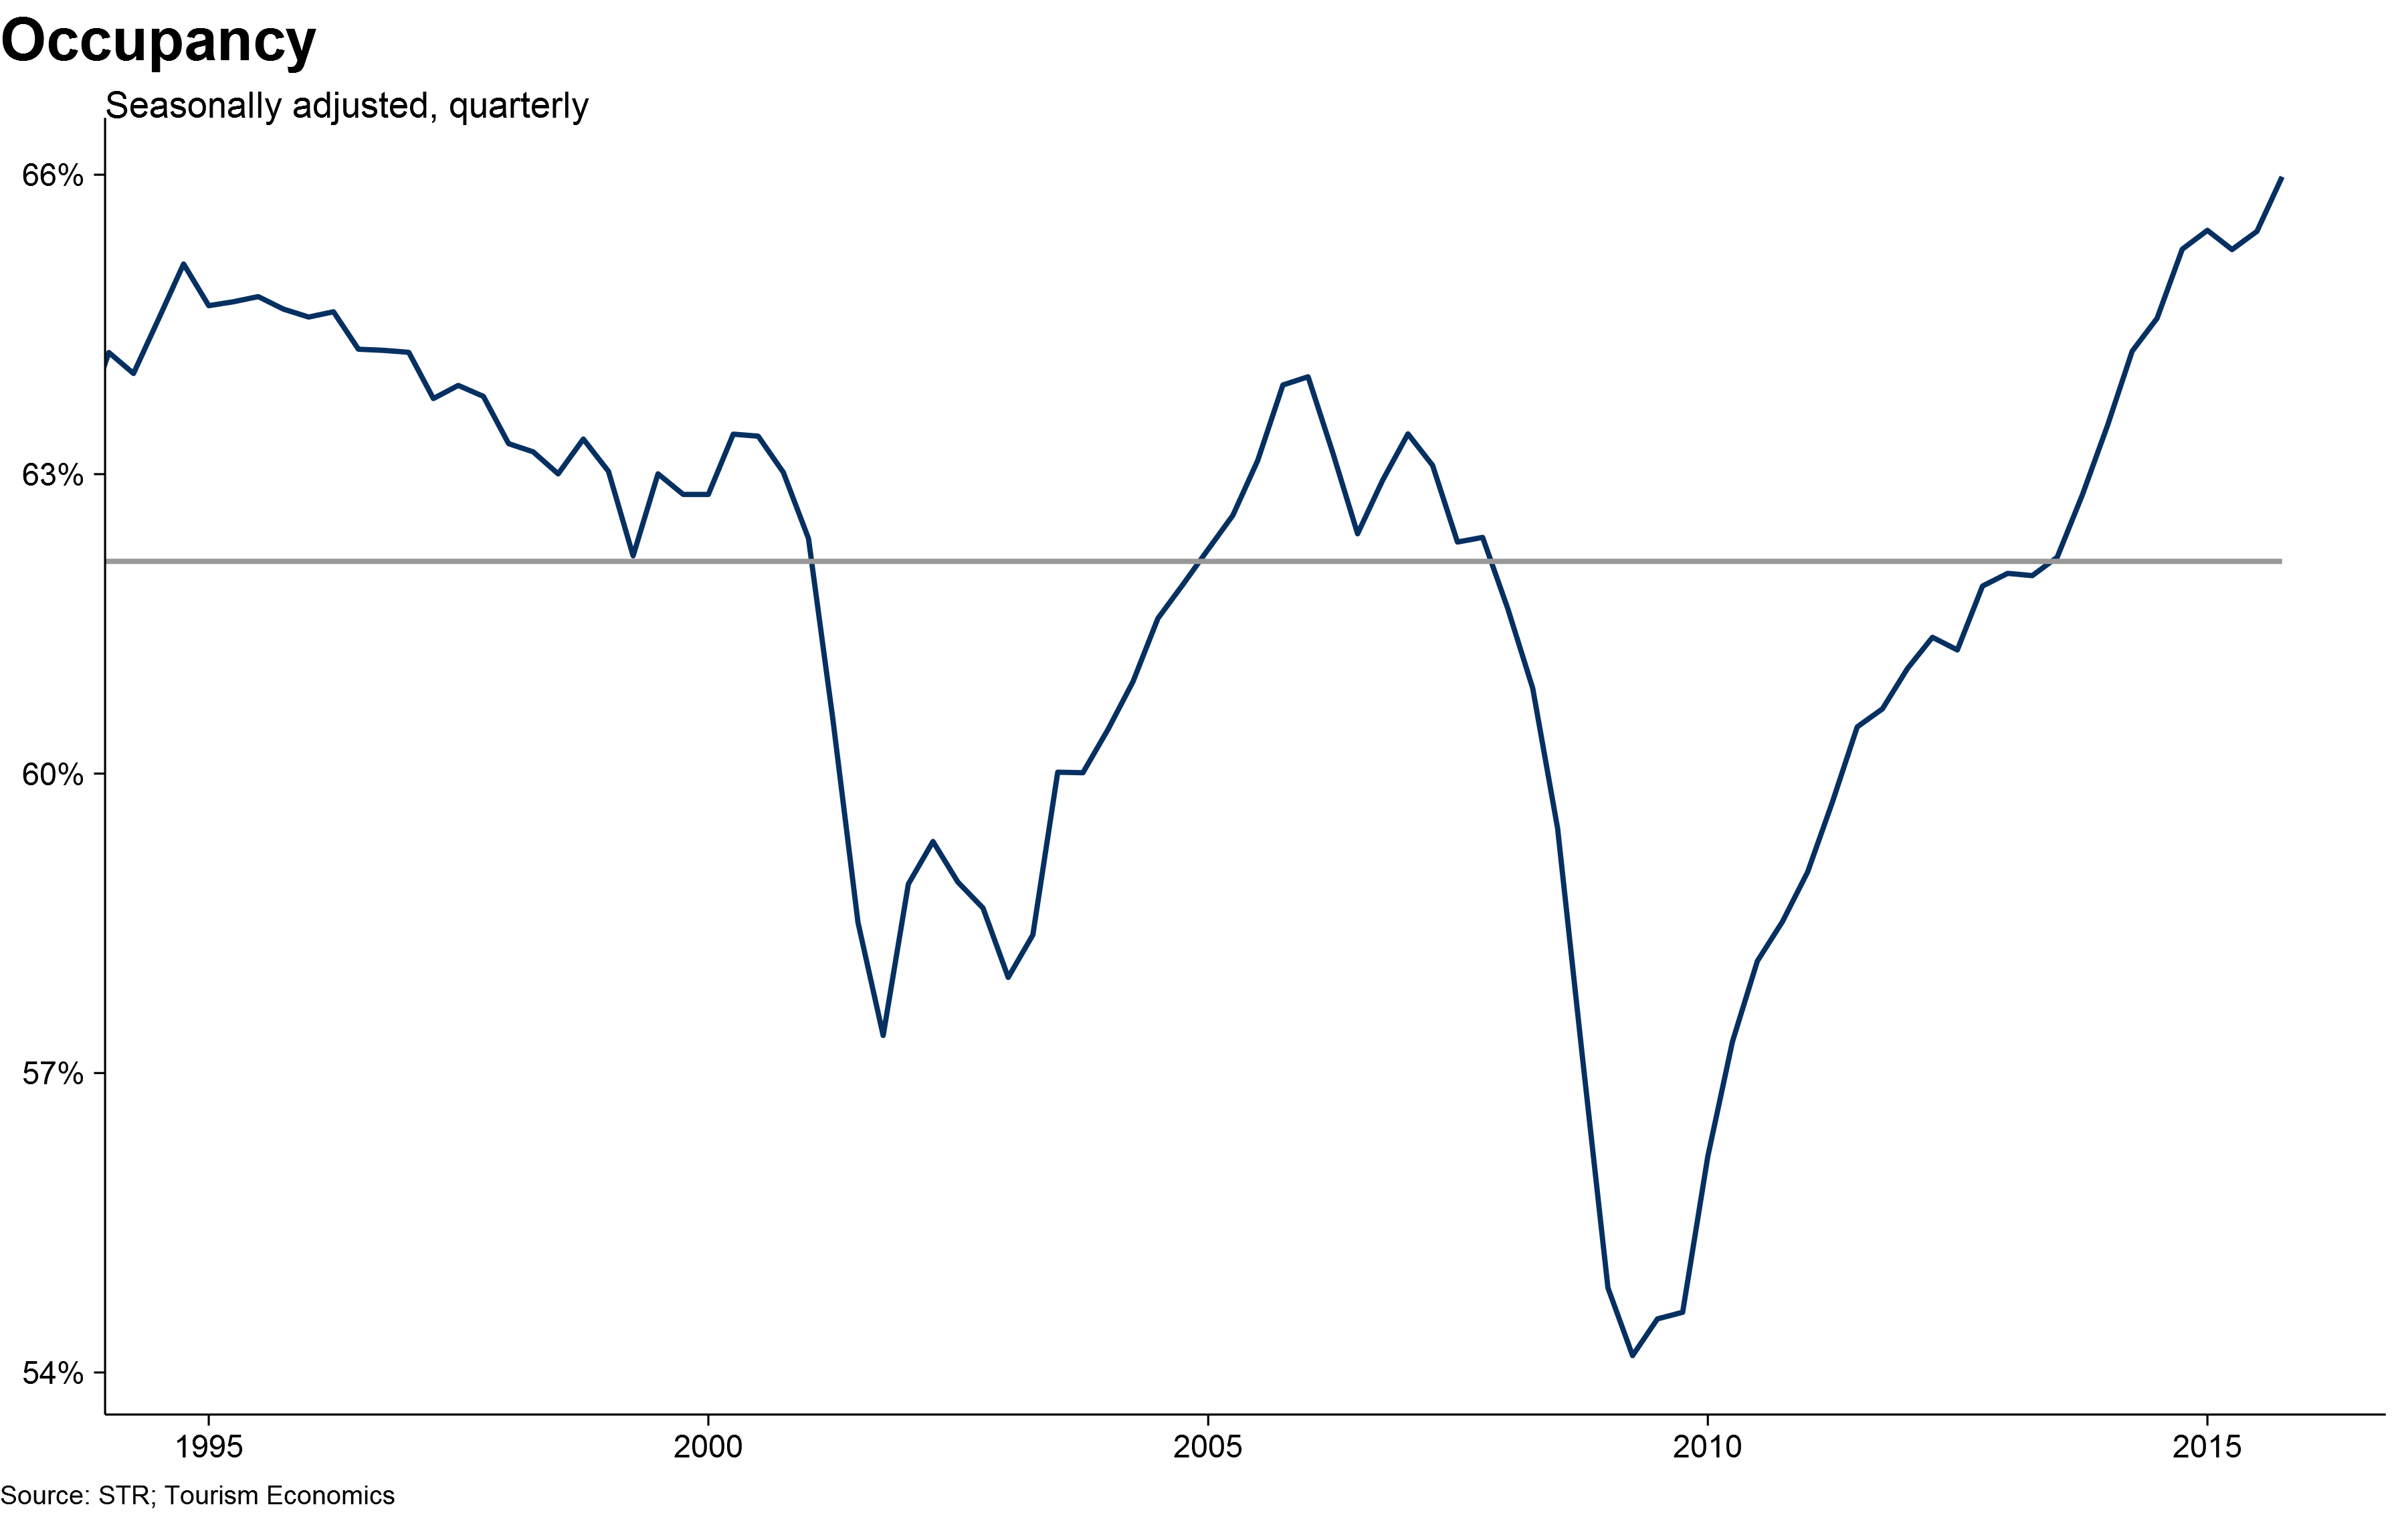 Occupancy
Seasonally adjusted, quarterly
66%
63%
60%
57%
54%
1995 2000 2005 2010 2015
Source: STR; Tourism Economics